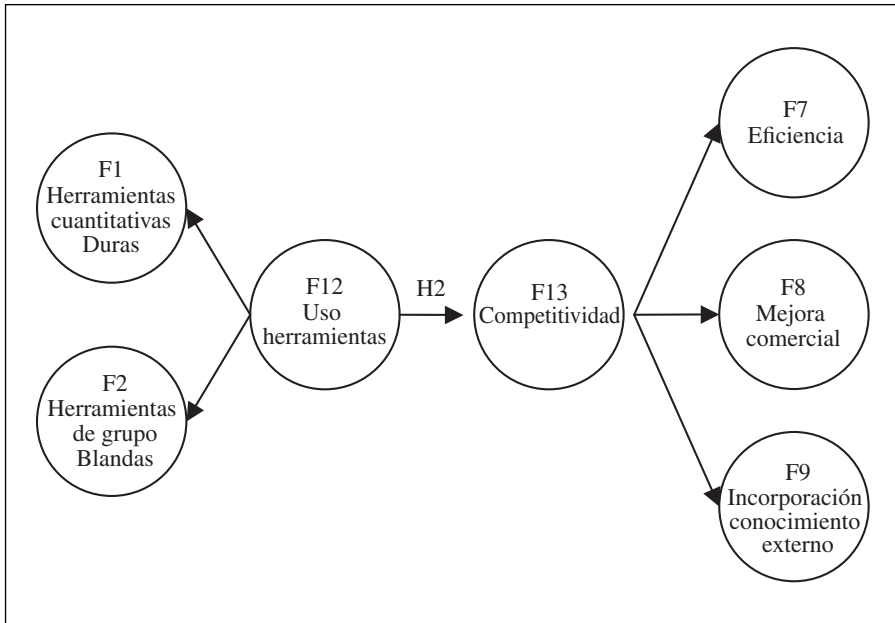 F1
Herramientas
cuantitativas
Duras
F2
Herramientas
de grupo
Blandas
F12
Uso
herramientas
H2
F13
Competitividad
F7
Eficiencia
F8
Mejora
comercial
F9
Incorporación
conocimiento
externo